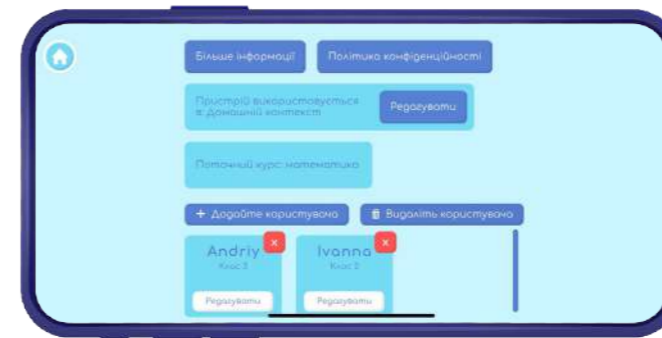 Більше інформації Політика конфіденційності
Пристрій використовується
в: Домашній контекст
Редагувати
Поточний курс: математика
+ Додайте користувача Видаліть користувача
Andriy x Ivanna x
Клас 2 Клас 2
Редагувати Редагувати